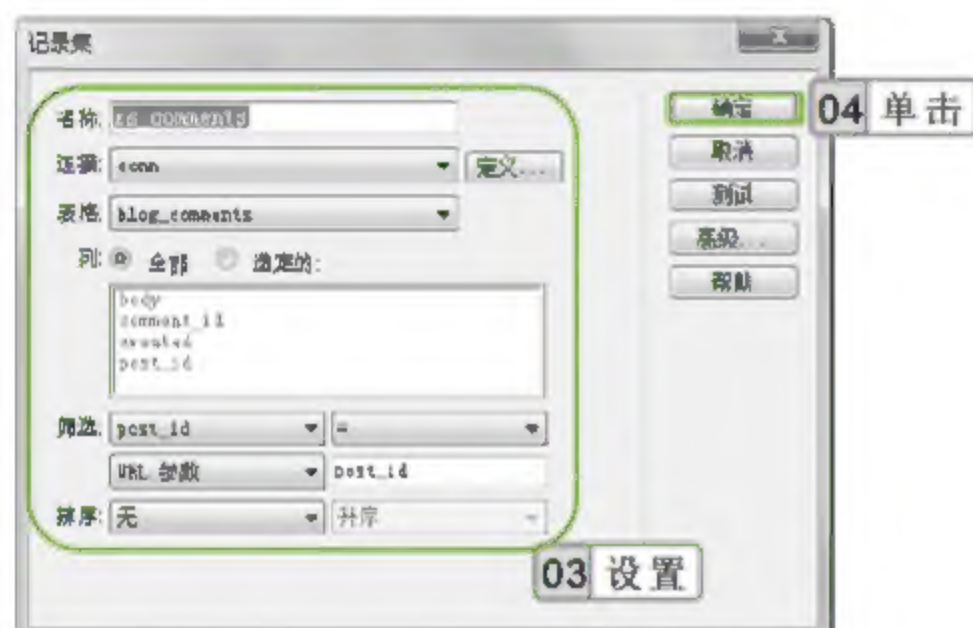 记录集
名称: rs_comments
连接: conn 定义...
表格: blog_comments
列: 全部 选定的:
body
comment_id
created
post_id
筛选: post_id =
URL 参数 post_id
排序: 无 升序
确定
取消
测试
高级...
帮助
04 单击
03 设置